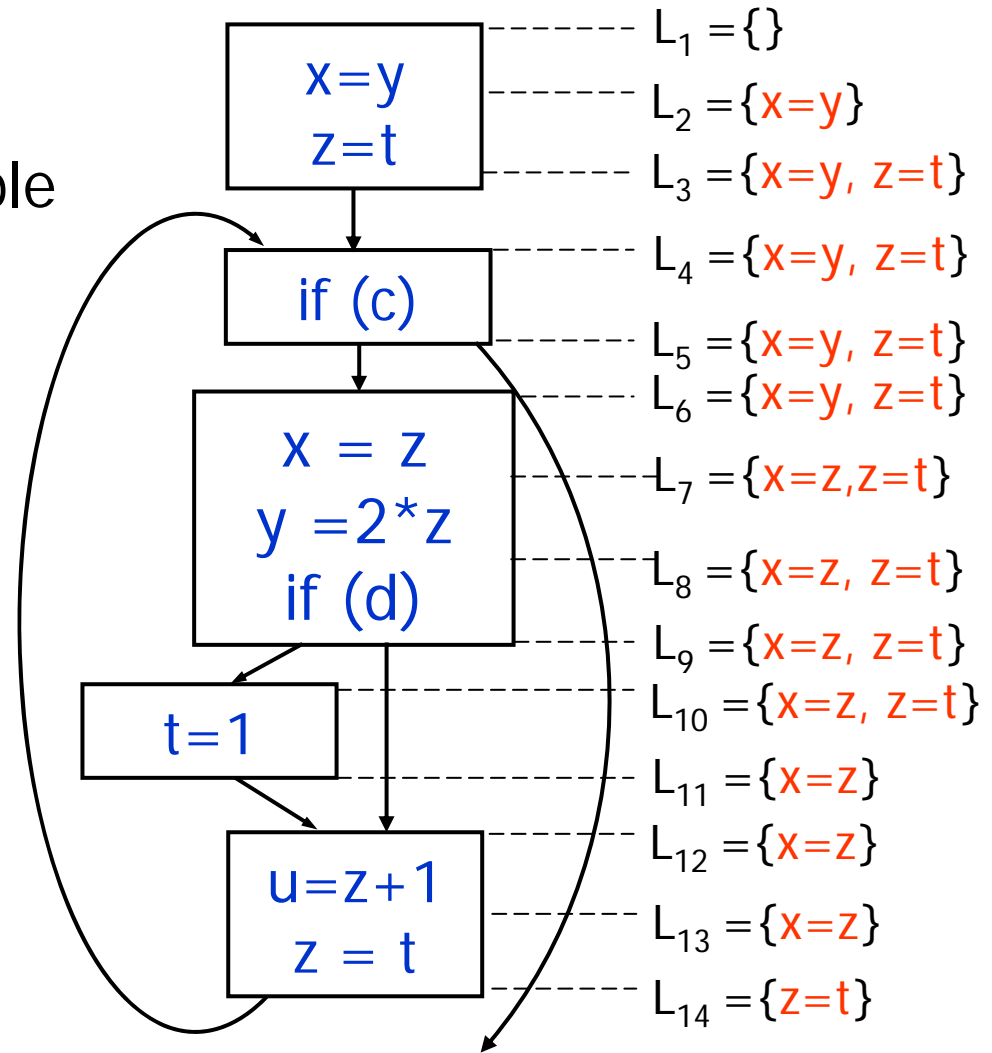 L₁ ={}
x=y
L₂ ={x=y}
z=t
L₃ ={x=y, z=t}
ple
L₄ ={x=y, z=t}
if (c)
L₅ ={x=y, z=t}
L₆ ={x=y, z=t}
x = z
L₇ ={x=z,z=t}
y =2*z
L₈ ={x=z, z=t}
if (d)
L₉ ={x=z, z=t}
L₁₀ ={x=z, z=t}
t=1
L₁₁ ={x=z}
L₁₂ ={x=z}
u=z+1
L₁₃ ={x=z}
z = t
L₁₄ ={z=t}